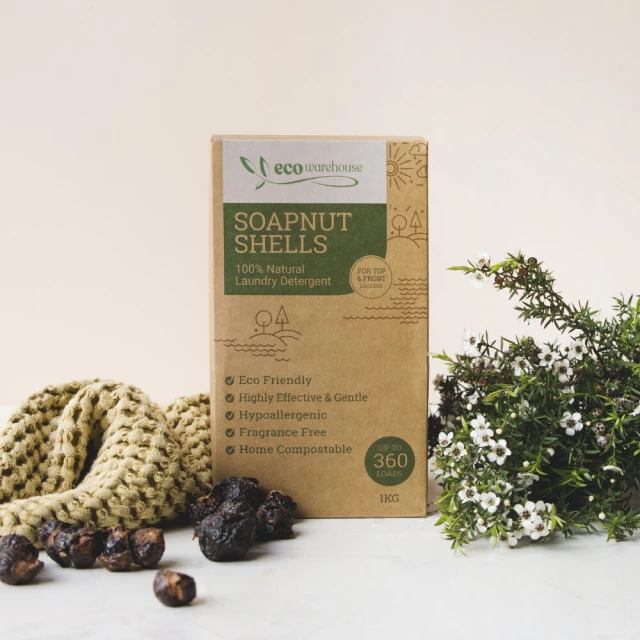 eco warehouse
SOAPNUT
SHELLS
100% Natural
Laundry Detergent
FOR TOP
& FRONT
LOADERS
Eco Friendly
Highly Effective & Gentle
Hypoallergenic
Fragrance Free
Home Compostable
UP TO
360
LOADS
1KG